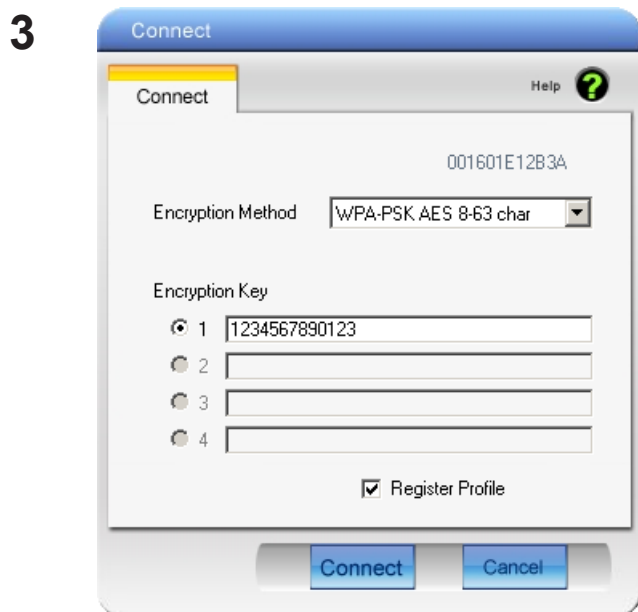 3
Connect
Connect
Help ?
001601E12B3A
Encryption Method WPA-PSK AES 8-63 char
Encryption Key
1 1234567890123
2
3
4
Register Profile
Connect Cancel